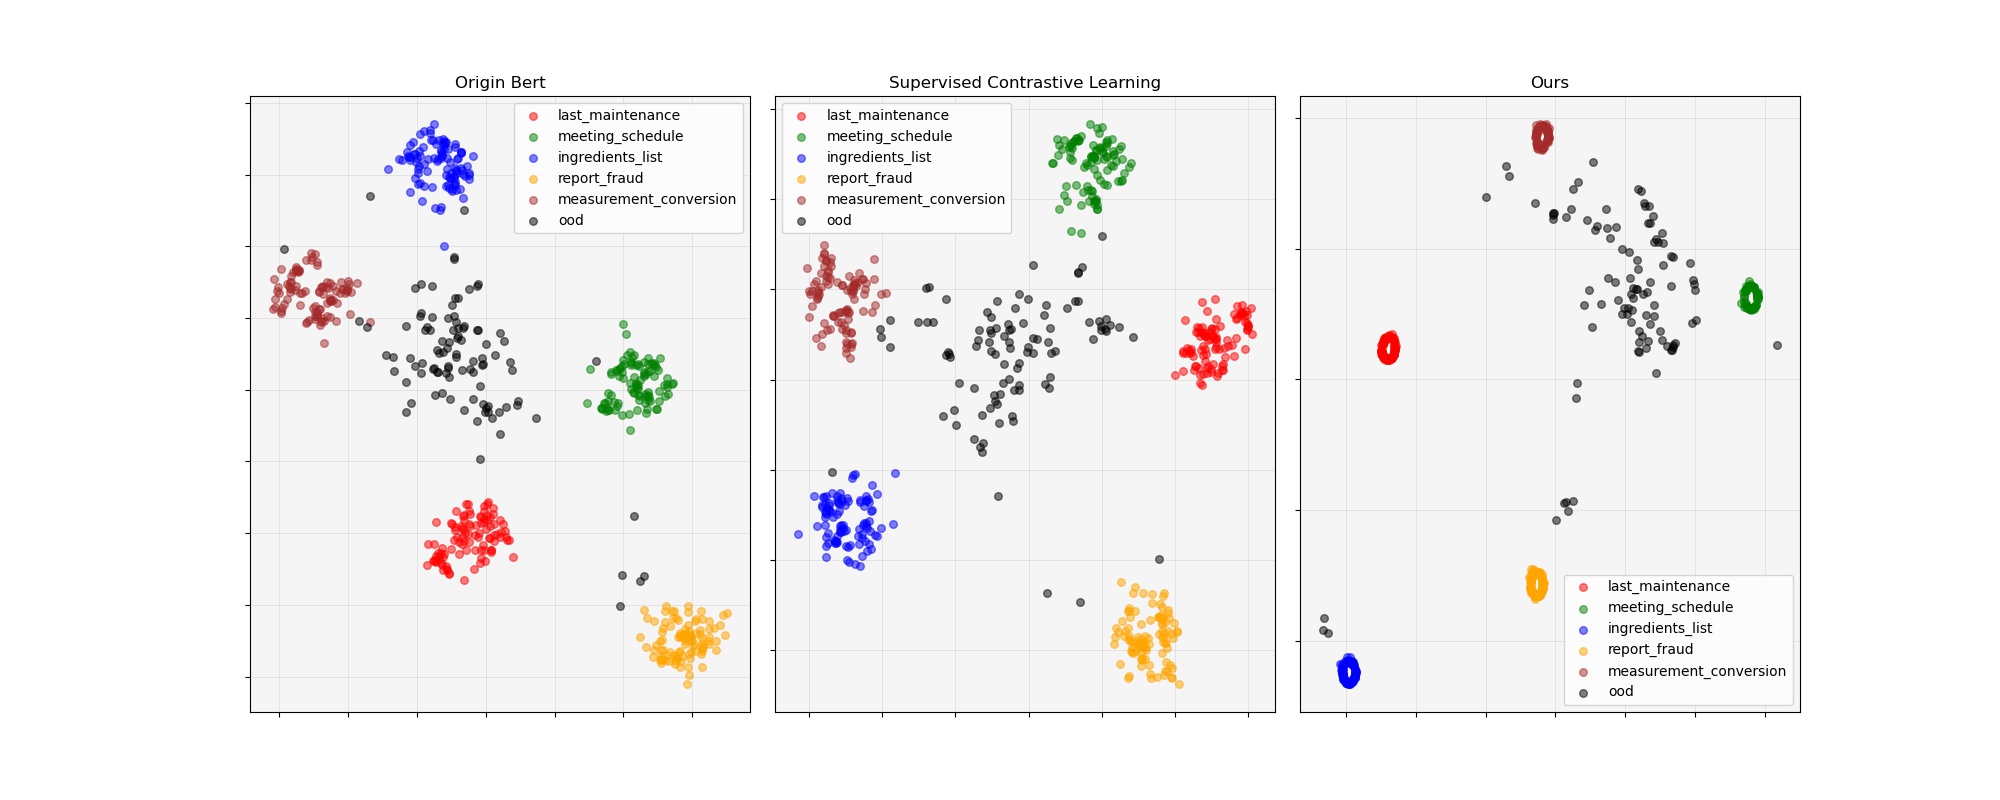 Origin Bert
last_maintenance
meeting_schedule
ingredients_list
report_fraud
measurement_conversion
ood
Supervised Contrastive Learning
last_maintenance
meeting_schedule
ingredients_list
report_fraud
measurement_conversion
ood
Ours
last_maintenance
meeting_schedule
ingredients_list
report_fraud
measurement_conversion
ood